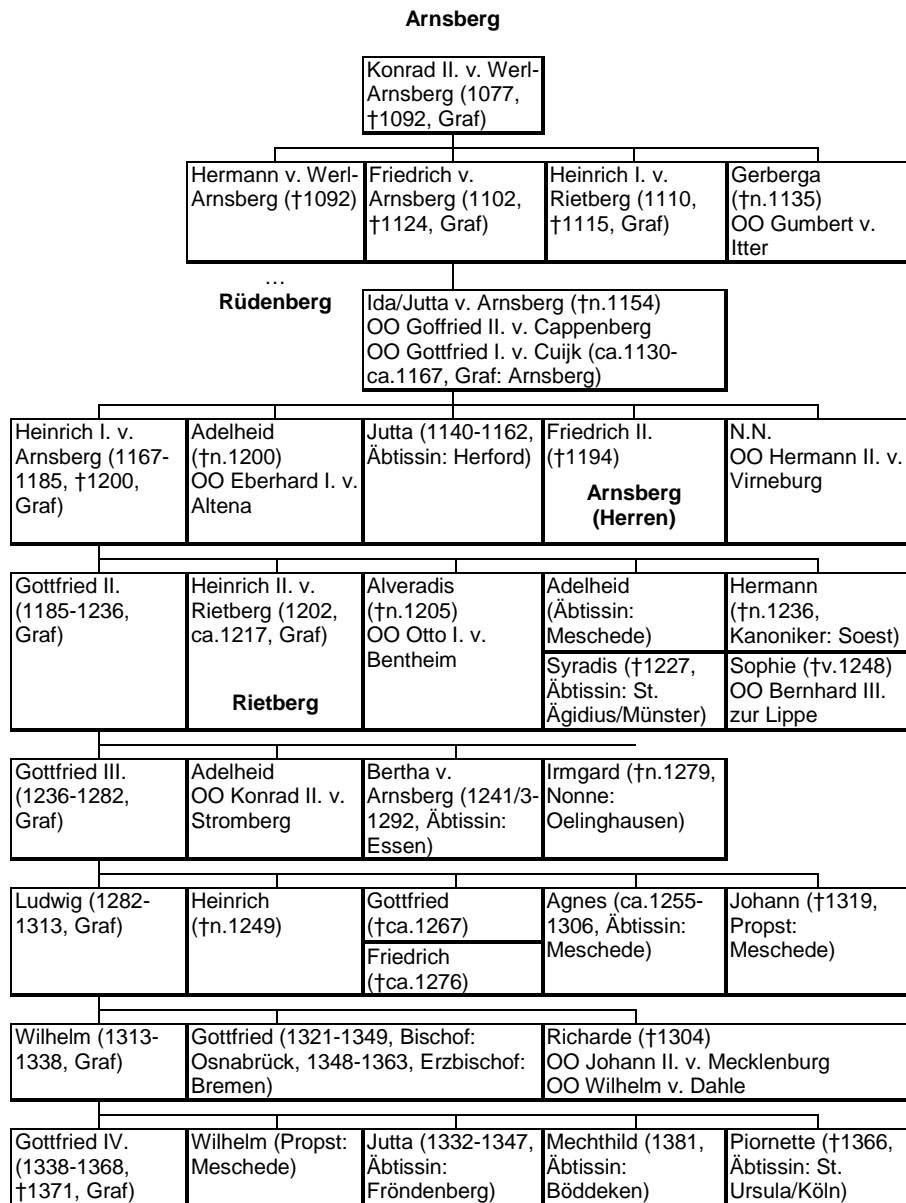 Arnsberg
Konrad II. v. Werl-
Arnsberg (1077,
†1092, Graf)
Hermann v. Werl-
Arnsberg (†1092)
Friedrich v.
Arnsberg (1102,
†1124, Graf)
Heinrich I. v.
Rietberg (1110,
†1115, Graf)
Gerberga
(†n.1135)
OO Gumbert v.
Itter
…
Rüdenberg
Ida/Jutta v. Arnsberg (†n.1154)
OO Goffried II. v. Cappenberg
OO Gottfried I. v. Cuijk (ca.1130-
ca.1167, Graf: Arnsberg)
Heinrich I. v.
Arnsberg (1167-
1185, †1200,
Graf)
Adelheid
(†n.1200)
OO Eberhard I. v.
Altena
Jutta (1140-1162,
Äbtissin: Herford)
Friedrich II.
(†1194)
Arnsberg
(Herren)
N.N.
OO Hermann II. v.
Virneburg
Gottfried II.
(1185-1236,
Graf)
Heinrich II. v.
Rietberg (1202,
ca.1217, Graf)
Rietberg
Alveradis
(†n.1205)
OO Otto I. v.
Bentheim
Adelheid
(Äbtissin:
Meschede)
Syradis (†1227,
Äbtissin: St.
Ägidius/Münster)
Hermann
(†n.1236,
Kanoniker: Soest)
Sophie (†v.1248)
OO Bernhard III.
zur Lippe
Gottfried III.
(1236-1282,
Graf)
Adelheid
OO Konrad II. v.
Stromberg
Bertha v.
Arnsberg (1241/3-
1292, Äbtissin:
Essen)
Irmgard (†n.1279,
Nonne:
Oelinghausen)
Ludwig (1282-
1313, Graf)
Heinrich
(†n.1249)
Gottfried
(†ca.1267)
Friedrich
(†ca.1276)
Agnes (ca.1255-
1306, Äbtissin:
Meschede)
Johann (†1319,
Propst:
Meschede)
Wilhelm (1313-
1338, Graf)
Gottfried (1321-1349, Bischof:
Osnabrück, 1348-1363, Erzbischof:
Bremen)
Richarde (†1304)
OO Johann II. v. Mecklenburg
OO Wilhelm v. Dahle
Gottfried IV.
(1338-1368,
†1371, Graf)
Wilhelm (Propst:
Meschede)
Jutta (1332-1347,
Äbtissin:
Fröndenberg)
Mechthild (1381,
Äbtissin:
Böddeken)
Piornette (†1366,
Äbtissin: St.
Ursula/Köln)